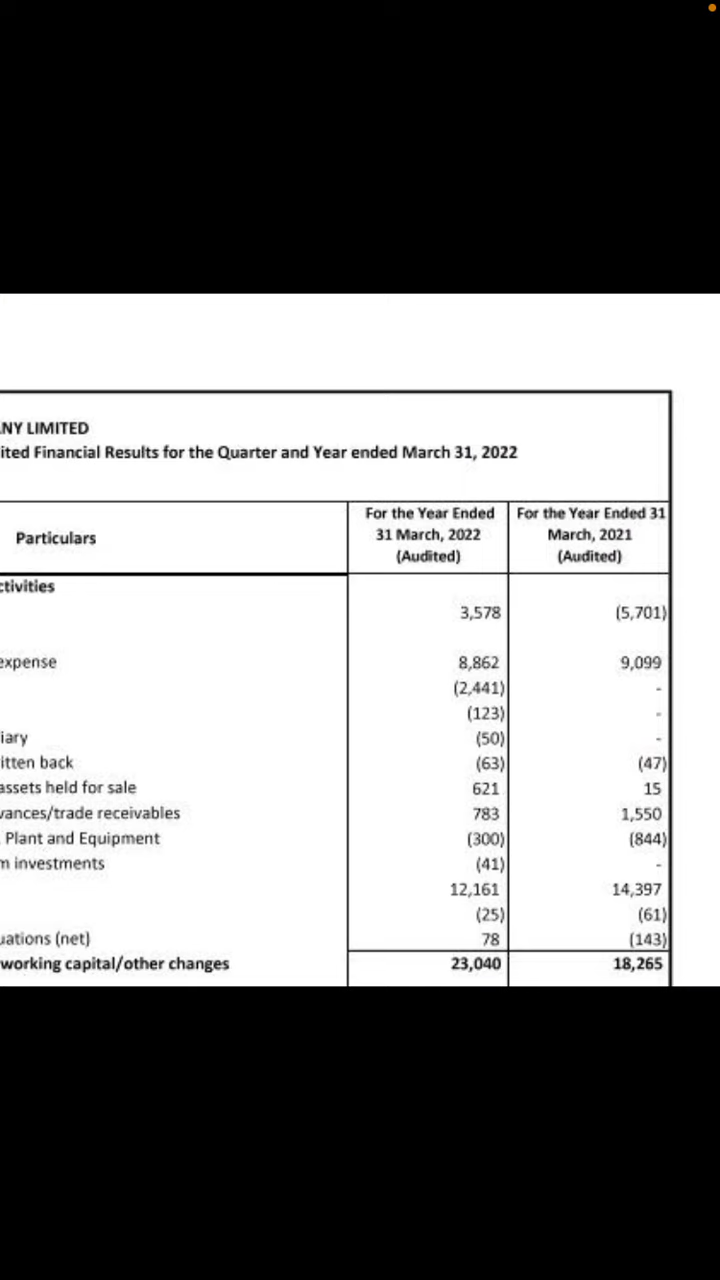 NY LIMITED
ited Financial Results for the Quarter and Year ended March 31, 2022
Particulars For the Year Ended 31 March, 2022 (Audited) For the Year Ended 31 March, 2021 (Audited)
ctivities
3,578 (5,701)
expense 8,862 9,099
(2,441) -
(123) -
iary (50) -
itten back (63) (47)
assets held for sale 621 15
vances/trade receivables 783 1,550
Plant and Equipment (300) (844)
m investments (41) -
12,161 14,397
(25) (61)
uations (net) 78 (143)
working capital/other changes 23,040 18,265